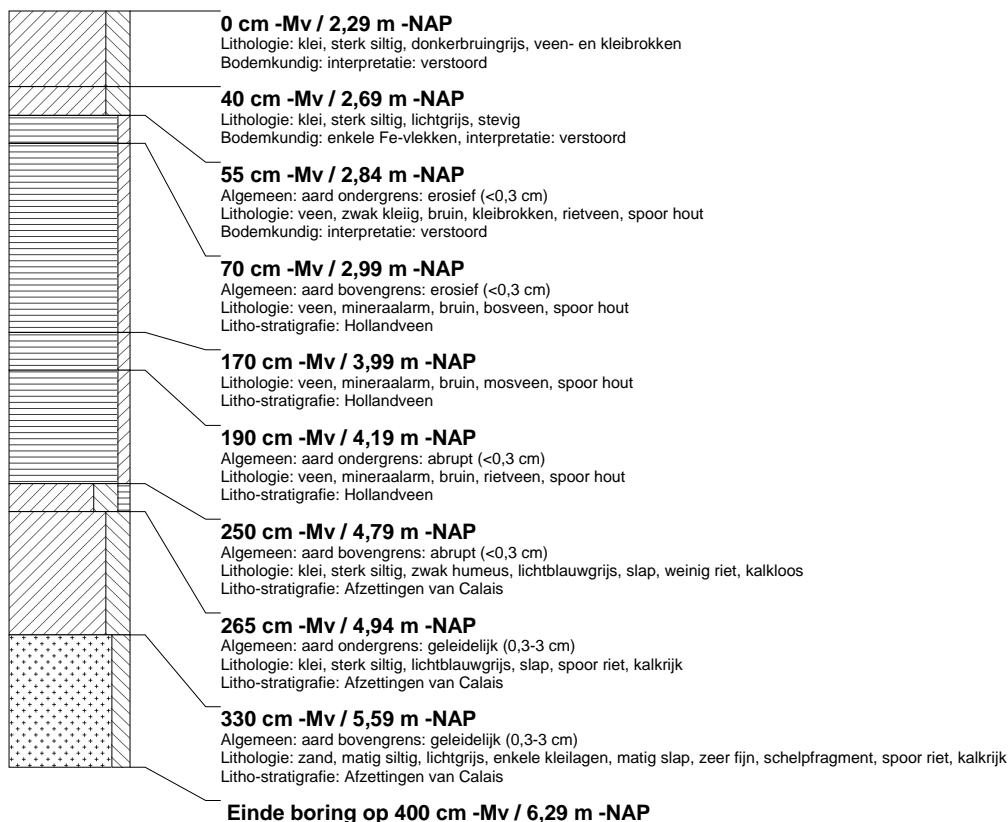 0 cm -Mv / 2,29 m -NAP
Lithologie: klei, sterk siltig, donkerbruingrijs, veen- en kleibrokken
Bodemkundig: interpretatie: verstoord
40 cm -Mv / 2,69 m -NAP
Lithologie: klei, sterk siltig, lichtgrijs, stevig
Bodemkundig: enkele Fe-vlekken, interpretatie: verstoord
55 cm -Mv / 2,84 m -NAP
Algemeen: aard ondergrens: erosief (<0,3 cm)
Lithologie: veen, zwak kleiig, bruin, kleibrokken, rietveen, spoor hout
Bodemkundig: interpretatie: verstoord
70 cm -Mv / 2,99 m -NAP
Algemeen: aard bovengrens: erosief (<0,3 cm)
Lithologie: veen, mineraalarm, bruin, bosveen, spoor hout
Litho-stratigrafie: Hollandveen
170 cm -Mv / 3,99 m -NAP
Lithologie: veen, mineraalarm, bruin, mosveen, spoor hout
Litho-stratigrafie: Hollandveen
190 cm -Mv / 4,19 m -NAP
Algemeen: aard ondergrens: abrupt (<0,3 cm)
Lithologie: veen, mineraalarm, bruin, rietveen, spoor hout
Litho-stratigrafie: Hollandveen
250 cm -Mv / 4,79 m -NAP
Algemeen: aard bovengrens: abrupt (<0,3 cm)
Lithologie: klei, sterk siltig, zwak humeus, lichtblauwgrijs, slap, weinig riet, kalkloos
Litho-stratigrafie: Afzettingen van Calais
265 cm -Mv / 4,94 m -NAP
Algemeen: aard ondergrens: geleidelijk (0,3-3 cm)
Lithologie: klei, sterk siltig, lichtblauwgrijs, slap, spoor riet, kalkrijk
Litho-stratigrafie: Afzettingen van Calais
330 cm -Mv / 5,59 m -NAP
Algemeen: aard bovengrens: geleidelijk (0,3-3 cm)
Lithologie: zand, matig siltig, lichtgrijs, enkele kleilagen, matig slap, zeer fijn, schelpfragment, spoor riet, kalkrijk
Litho-stratigrafie: Afzettingen van Calais
Einde boring op 400 cm -Mv / 6,29 m -NAP